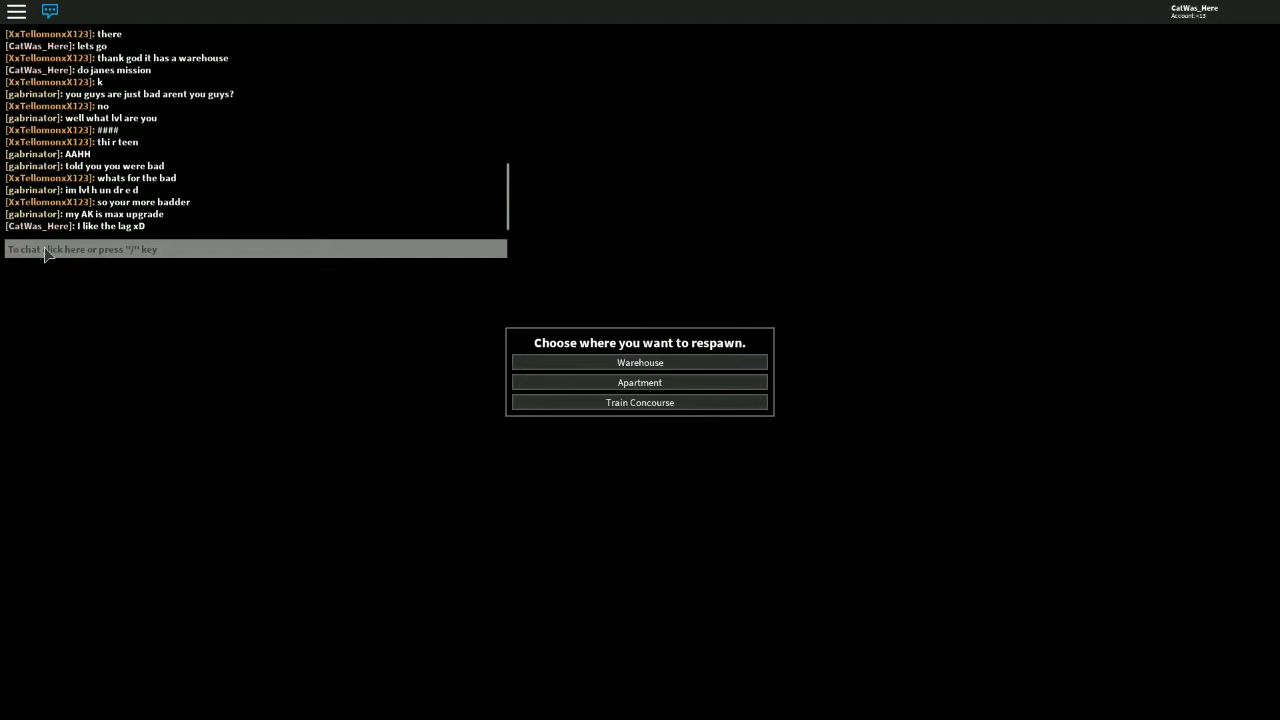 CatWas_Here
Account: <13
[XxTellomonxX123]: there
[CatWas_Here]: lets go
[XxTellomonxX123]: thank god it has a warehouse
[CatWas_Here]: do janes mission
[XxTellomonxX123]: k
[gabrinator]: you guys are just bad arent you guys?
[XxTellomonxX123]: no
[gabrinator]: well what lvl are you
[XxTellomonxX123]: ####
[XxTellomonxX123]: thi r teen
[gabrinator]: AAHH
[gabrinator]: told you you were bad
[XxTellomonxX123]: whats for the bad
[gabrinator]: im lvl h un dr e d
[XxTellomonxX123]: so your more badder
[gabrinator]: my AK is max upgrade
[CatWas_Here]: I like the lag xD
To chat click here or press "/" key
Choose where you want to respawn.
Warehouse
Apartment
Train Concourse